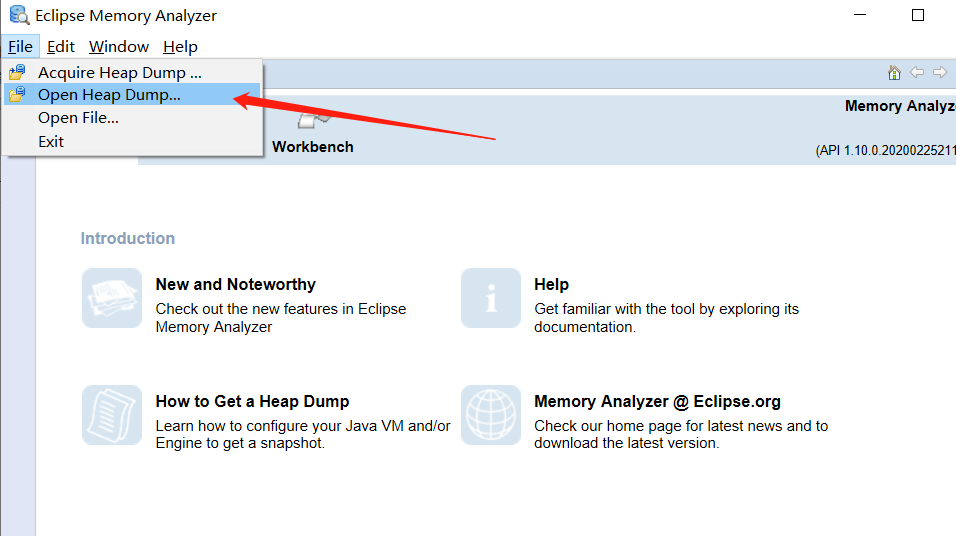 Eclipse Memory Analyzer
File Edit Window Help
Acquire Heap Dump ...
Open Heap Dump...
Open File...
Exit
Memory Analyz
Workbench
(API 1.10.0.2020022521
Introduction
New and Noteworthy
Check out the new features in Eclipse
Memory Analyzer
Help
Get familiar with the tool by exploring its
documentation.
How to Get a Heap Dump
Learn how to configure your Java VM and/or
Engine to get a snapshot.
Memory Analyzer @ Eclipse.org
Check our home page for latest news and to
download the latest version.